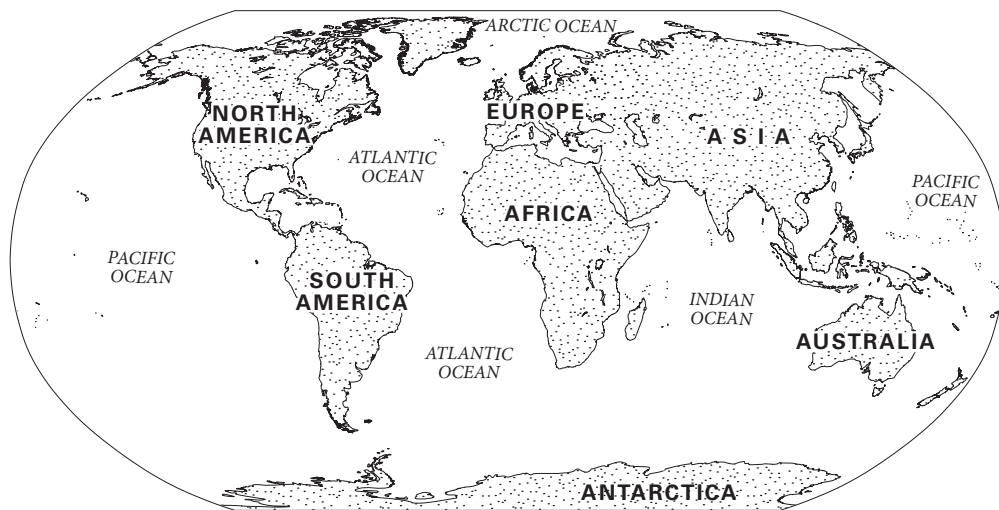 ARCTIC OCEAN
NORTH
AMERICA
EUROPE
A S I A
ATLANTIC
OCEAN
PACIFIC
OCEAN
AFRICA
PACIFIC
OCEAN
SOUTH
AMERICA
INDIAN
OCEAN
AUSTRALIA
ATLANTIC
OCEAN
ANTARCTICA